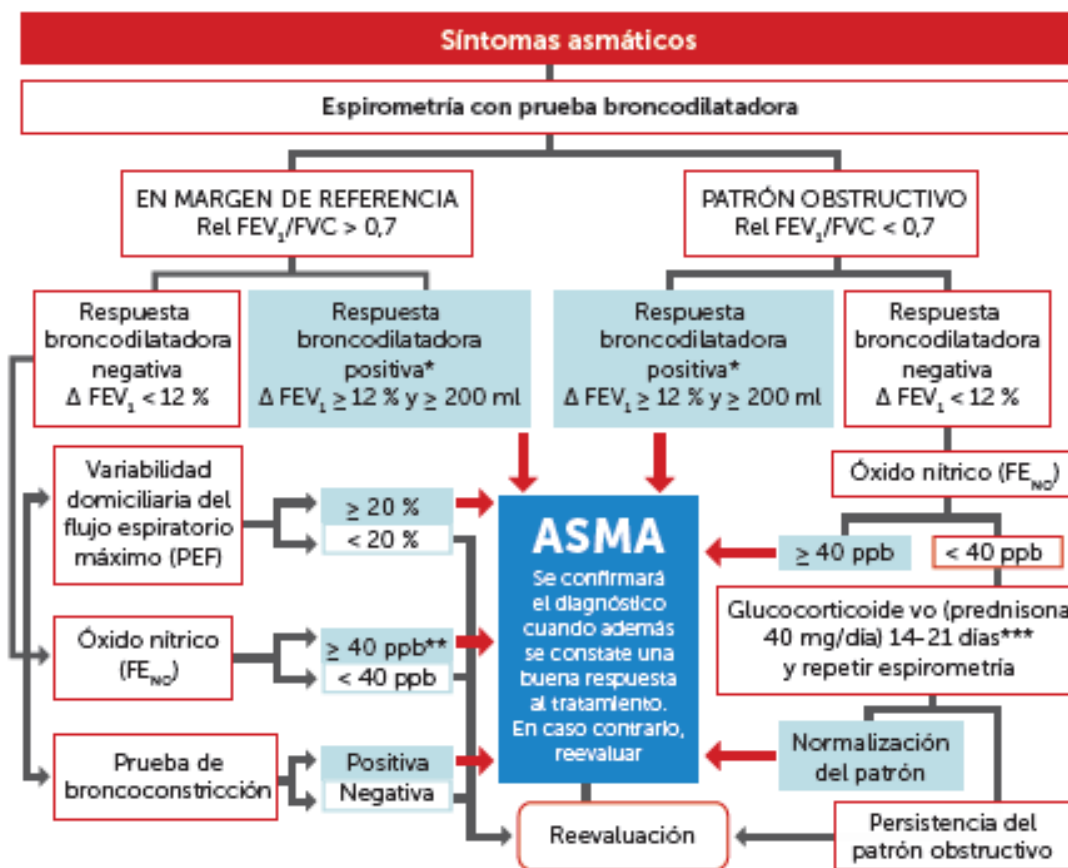 Síntomas asmáticos
Espirometría con prueba broncodilatadora
EN MARGEN DE REFERENCIA
Rel FEV₁/FVC > 0,7
PATRÓN OBSTRUCTIVO
Rel FEV₁/FVC < 0,7
Respuesta
broncodilatadora
negativa
Δ FEV₁ < 12 %
Respuesta
broncodilatadora
positiva*
Δ FEV₁ ≥ 12 % y ≥ 200 ml
Respuesta
broncodilatadora
positiva*
Δ FEV₁ ≥ 12 % y ≥ 200 ml
Respuesta
broncodilatadora
negativa
Δ FEV₁ < 12 %
Variabilidad
domiciliaria del
flujo espiratorio
máximo (PEF)
≥ 20 %
< 20 %
Óxido nítrico
(FE_NO)
≥ 40 ppb**
< 40 ppb
Prueba de
broncoconstricción
Positiva
Negativa
ASMA
Se confirmará
el diagnóstico
cuando además
se constate una
buena respuesta
al tratamiento.
En caso contrario,
reevaluar
Reevaluación
Óxido nítrico (FE_NO)
≥ 40 ppb
< 40 ppb
Glucocorticoide vo (prednisona
40 mg/día) 14-21 días***
y repetir espirometría
Normalización
del patrón
Persistencia del
patrón obstructivo